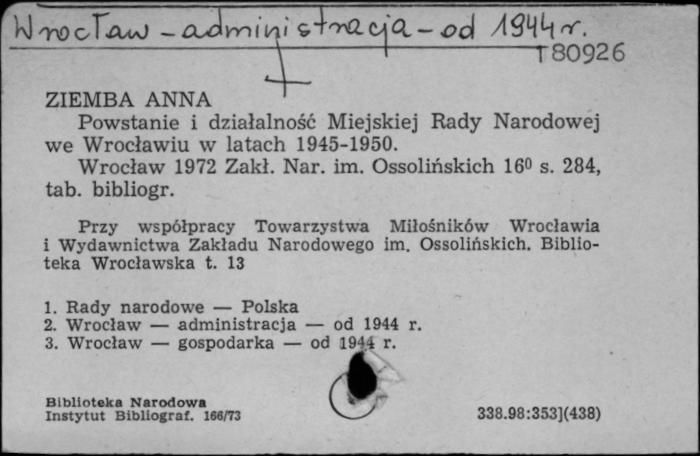 Wrocław - administracja - od 1944 r.
T 80926
ZIEMBA ANNA
Powstanie i działalność Miejskiej Rady Narodowej
we Wrocławiu w latach 1945-1950.
Wrocław 1972 Zakł. Nar. im. Ossolińskich 16⁰ s. 284,
tab. bibliogr.
Przy współpracy Towarzystwa Miłośników Wrocławia
i Wydawnictwa Zakładu Narodowego im. Ossolińskich. Biblio-
teka Wrocławska t. 13
1. Rady narodowe — Polska
2. Wrocław — administracja — od 1944 r.
3. Wrocław — gospodarka — od 1944 r.
Biblioteka Narodowa
Instytut Bibliograf. 166/73
338.98:353](438)